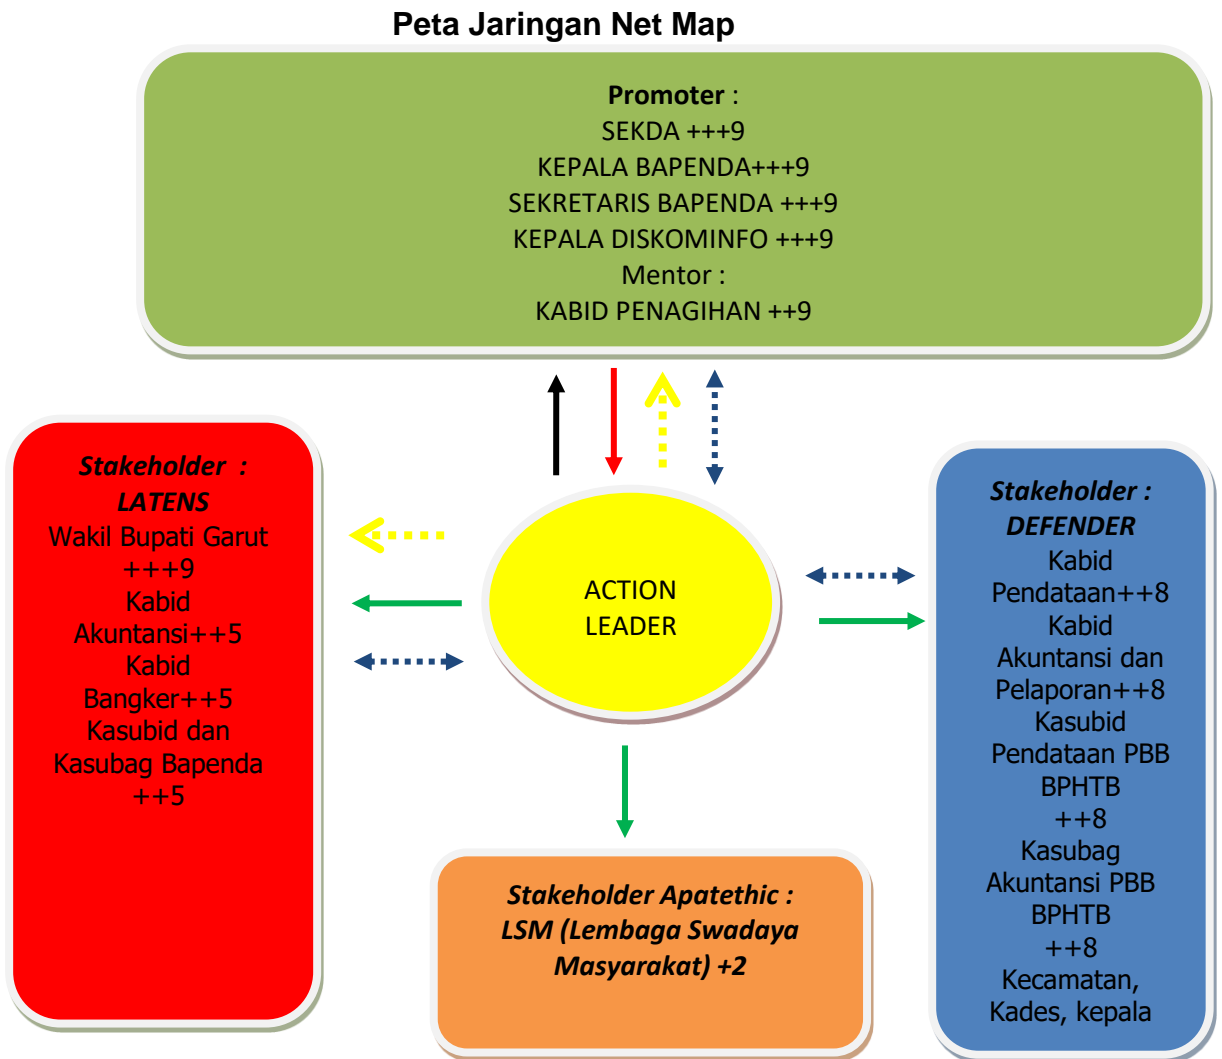 Peta Jaringan Net Map
Promoter :
SEKDA +++9
KEPALA BAPENDA+++9
SEKRETARIS BAPENDA +++9
KEPALA DISKOMINFO +++9
Mentor :
KABID PENAGIHAN ++9
Stakeholder :
LATENS
Wakil Bupati Garut
+++9
Kabid
Akuntansi++5
Kabid
Bangker++5
Kasubid dan
Kasubag Bapenda
++5
ACTION
LEADER
Stakeholder :
DEFENDER
Kabid
Pendataan++8
Kabid
Akuntansi dan
Pelaporan++8
Kasubid
Pendataan PBB
BPHTB
++8
Kasubag
Akuntansi PBB
BPHTB
++8
Kecamatan,
Kades, kepala
Stakeholder Apatethic :
LSM (Lembaga Swadaya
Masyarakat) +2